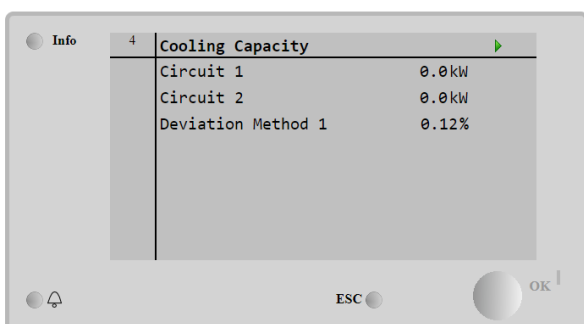 Info
4 Cooling Capacity
Circuit 1 0.0kW
Circuit 2 0.0kW
Deviation Method 1 0.12%
ESC
OK